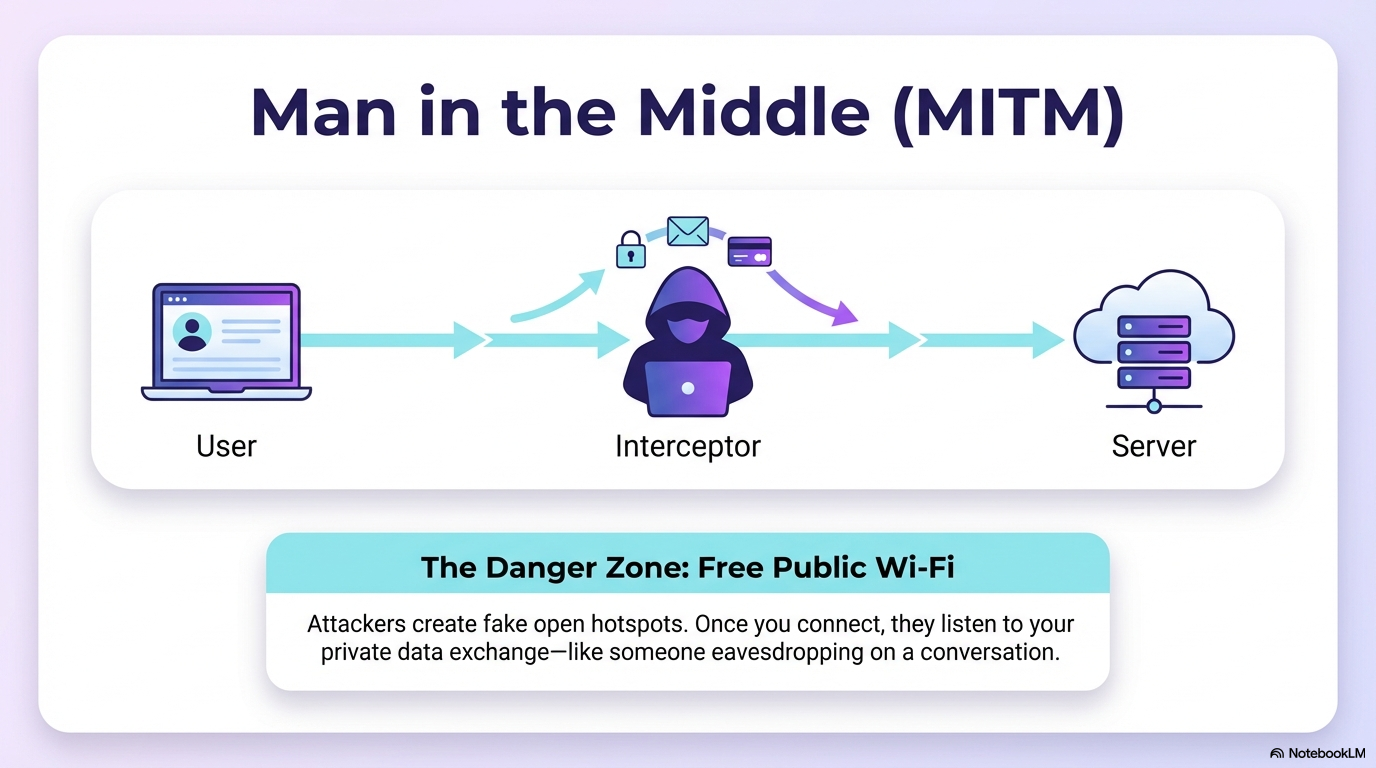 Man in the Middle (MITM)
User
Interceptor
Server
The Danger Zone: Free Public Wi-Fi
Attackers create fake open hotspots. Once you connect, they listen to your
private data exchange—like someone eavesdropping on a conversation.
NotebookLM